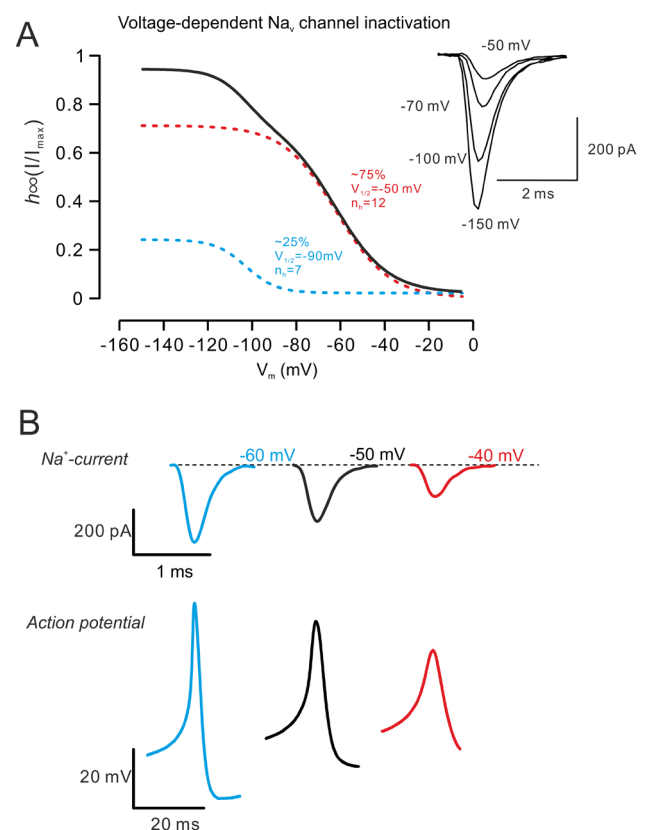 Voltage-dependent Naᵥ channel inactivation
A
h∞(I/Iₘₐₓ)
1
0.8
0.6
0.4
0.2
0
~75%
V₁/₂=-50 mV
nₕ=12
~25%
V₁/₂=-90mV
nₕ=7
-160 -140 -120 -100 -80 -60 -40 -20 0
Vₘ (mV)
-50 mV
-70 mV
-100 mV
-150 mV
200 pA
2 ms
B
Na⁺-current
-60 mV
-50 mV
-40 mV
200 pA
1 ms
Action potential
20 mV
20 ms